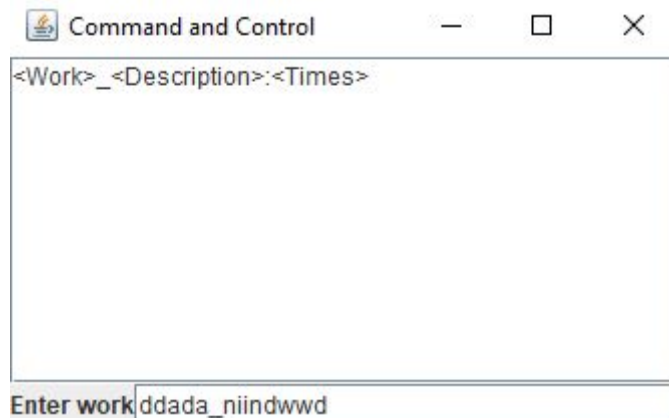 Command and Control
<Work>_<Description>:<Times>
Enter work ddada_niindwwd